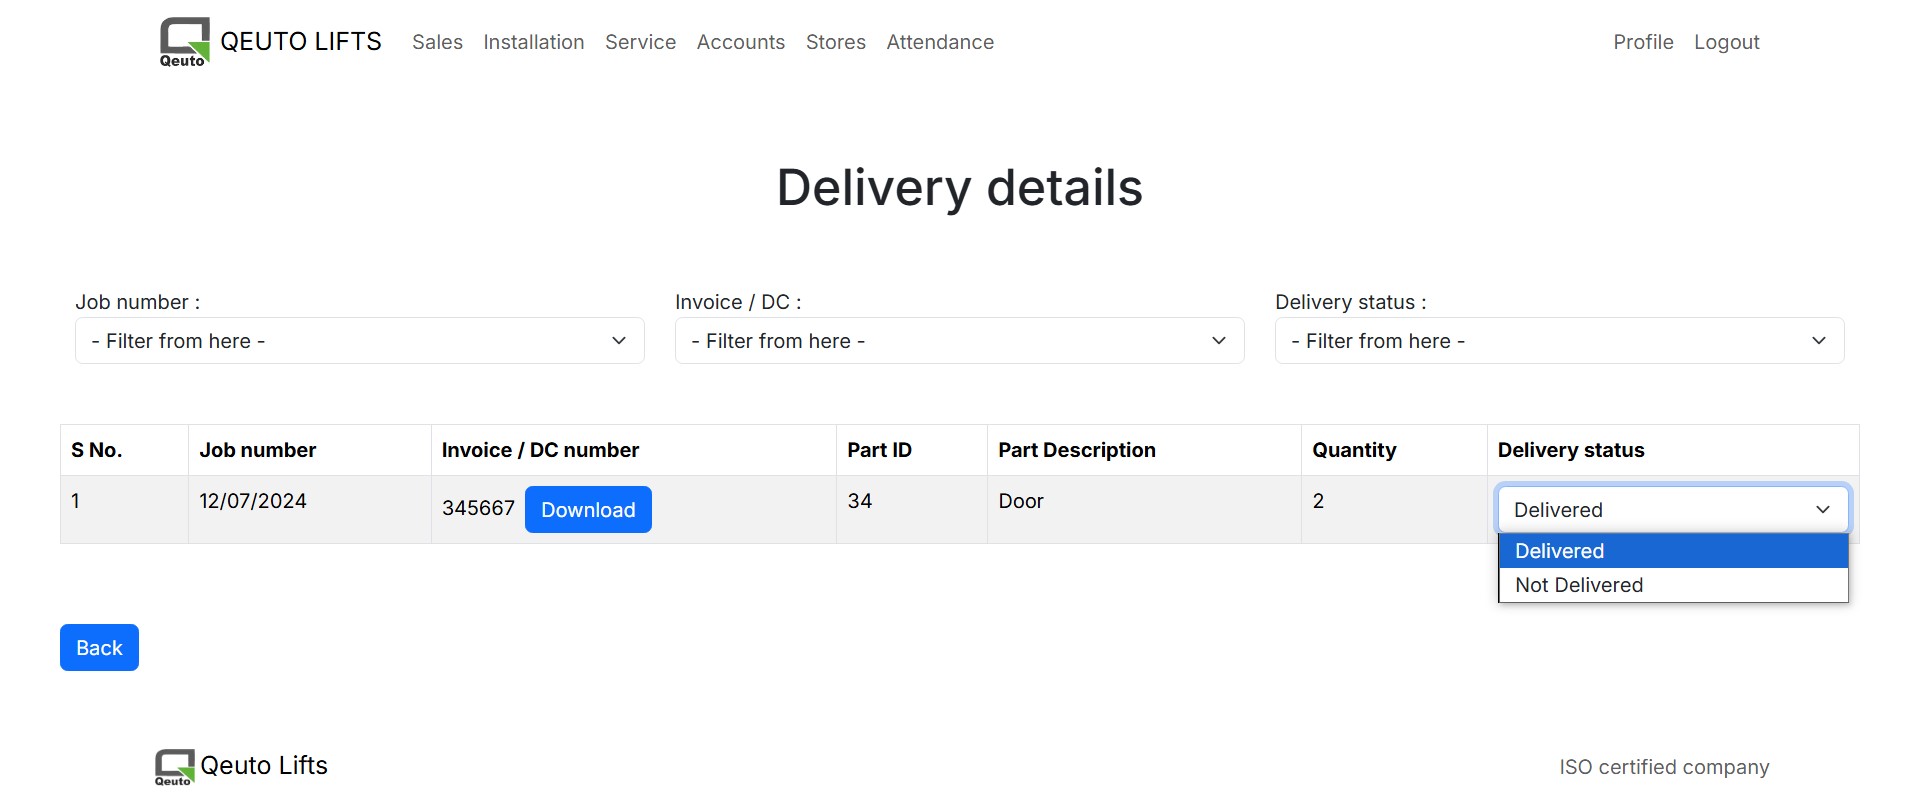 Qeuto QEUTO LIFTS Sales Installation Service Accounts Stores Attendance Profile Logout
Delivery details
Job number : Invoice / DC : Delivery status :
- Filter from here - - Filter from here - - Filter from here -
S No. Job number Invoice / DC number Part ID Part Description Quantity Delivery status
1 12/07/2024 345667 Download 34 Door 2 Delivered
Delivered
Not Delivered
Back
Qeuto Qeuto Lifts ISO certified company